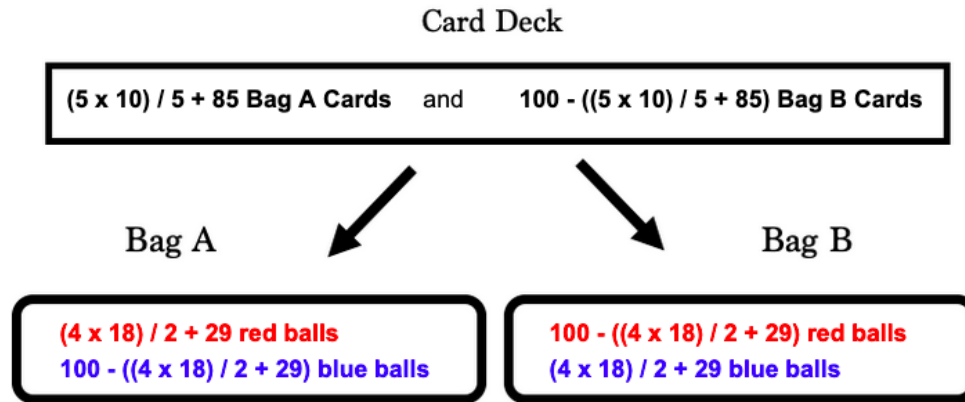 Card Deck
(5 x 10) / 5 + 85 Bag A Cards and 100 - ((5 x 10) / 5 + 85) Bag B Cards
Bag A
Bag B
(4 x 18) / 2 + 29 red balls
100 - ((4 x 18) / 2 + 29) blue balls
100 - ((4 x 18) / 2 + 29) red balls
(4 x 18) / 2 + 29 blue balls